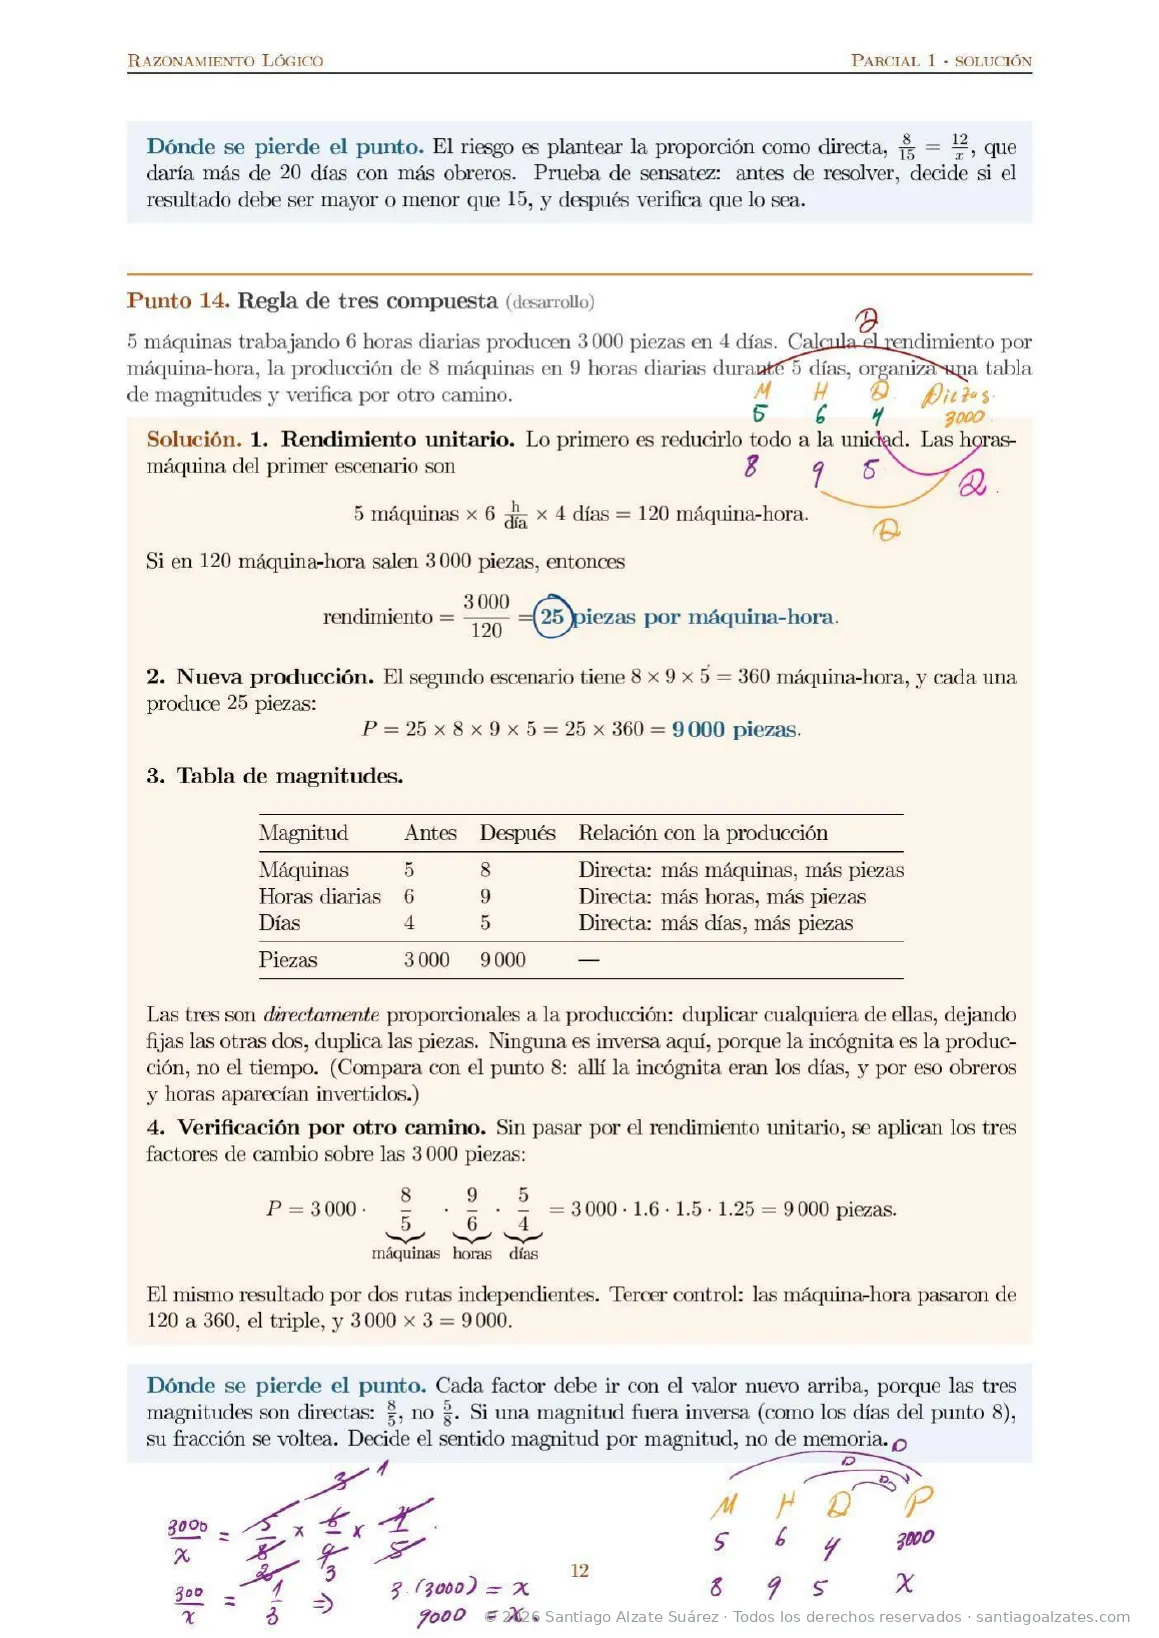 RAZONAMIENTO LÓGICO
PARCIAL 1 · SOLUCIÓN
Dónde se pierde el punto. El riesgo es plantear la proporción como directa, 8/15 = 12/x, que
daría más de 20 días con más obreros. Prueba de sensatez: antes de resolver, decide si el
resultado debe ser mayor o menor que 15, y después verifica que lo sea.
Punto 14. Regla de tres compuesta (desarrollo)
5 máquinas trabajando 6 horas diarias producen 3 000 piezas en 4 días. Calcula el rendimiento por
máquina-hora, la producción de 8 máquinas en 9 horas diarias durante 5 días, organiza una tabla
de magnitudes y verifica por otro camino.
D
M H D Piezas.
5 6 4 3000
8 9 5
D
D
Solución. 1. Rendimiento unitario. Lo primero es reducirlo todo a la unidad. Las horas-
máquina del primer escenario son
5 máquinas × 6 h/día × 4 días = 120 máquina-hora.
Si en 120 máquina-hora salen 3 000 piezas, entonces
rendimiento = 3 000/120 = 25 piezas por máquina-hora.
2. Nueva producción. El segundo escenario tiene 8 × 9 × 5 = 360 máquina-hora, y cada una
produce 25 piezas:
P = 25 × 8 × 9 × 5 = 25 × 360 = 9 000 piezas.
3. Tabla de magnitudes.
Magnitud Antes Después Relación con la producción
Máquinas 5 8 Directa: más máquinas, más piezas
Horas diarias 6 9 Directa: más horas, más piezas
Días 4 5 Directa: más días, más piezas
Piezas 3 000 9 000 —
Las tres son directamente proporcionales a la producción: duplicar cualquiera de ellas, dejando
fijas las otras dos, duplica las piezas. Ninguna es inversa aquí, porque la incógnita es la produc-
ción, no el tiempo. (Compara con el punto 8: allí la incógnita eran los días, y por eso obreros
y horas aparecían invertidos.)
4. Verificación por otro camino. Sin pasar por el rendimiento unitario, se aplican los tres
factores de cambio sobre las 3 000 piezas:
P = 3 000 · 8/5 · 9/6 · 5/4 = 3 000 · 1.6 · 1.5 · 1.25 = 9 000 piezas.
máquinas horas días
El mismo resultado por dos rutas independientes. Tercer control: las máquina-hora pasaron de
120 a 360, el triple, y 3 000 × 3 = 9 000.
Dónde se pierde el punto. Cada factor debe ir con el valor nuevo arriba, porque las tres
magnitudes son directas: 8/5, no 5/8. Si una magnitud fuera inversa (como los días del punto 8),
su fracción se voltea. Decide el sentido magnitud por magnitud, no de memoria.
D
D
D
3 1
3000/x = 5/8 x 6/9 x 4/5
2 3
300/x = 1/3 ⇒ 3 · (3000) = x
9000 = x.
M H D P
5 6 4 3000
8 9 5 x
12
© 2026 Santiago Alzate Suárez · Todos los derechos reservados · santiagoalzates.com